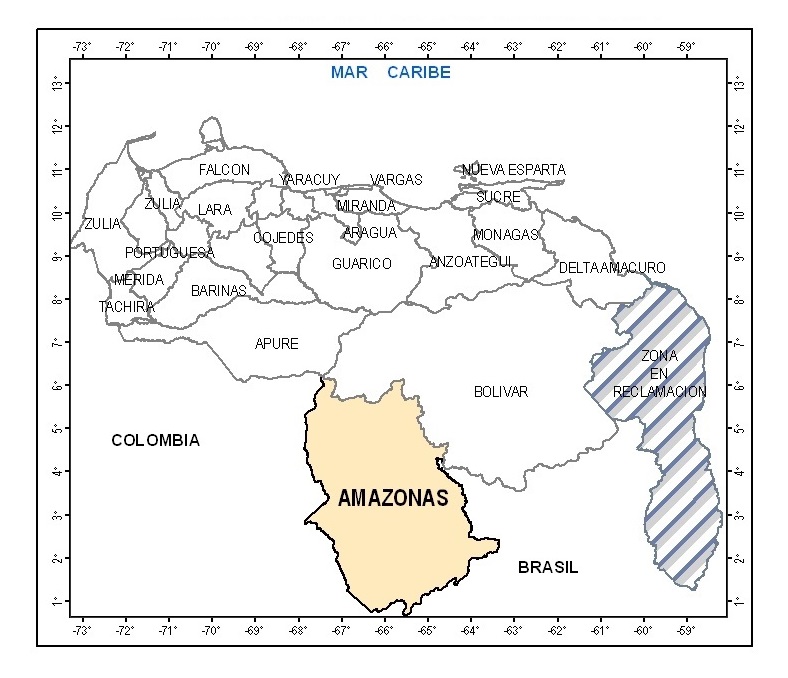 -73° -72° -71° -70° -69° -68° -67° -66° -65° -64° -63° -62° -61° -60° -59°
MAR CARIBE
13° 13°
12° 12°
11° 11°
FALCON YARACUY VARGAS NUEVA ESPARTA
ZULIA LARA MIRANDA SUCRE
10° 10°
ZULIA COJEDES ARAGUA MONAGAS
PORTUGUESA GUARICO ANZOATEGUI DELTA AMACURO
9° 9°
MERIDA BARINAS
8° 8°
TACHIRA
APURE
7° 7°
ZONA
EN
RECLAMACION
6° 6°
BOLIVAR
5° 5°
COLOMBIA
4° 4°
AMAZONAS
3° 3°
2° 2°
BRASIL
1° 1°
-73° -72° -71° -70° -69° -68° -67° -66° -65° -64° -63° -62° -61° -60° -59°